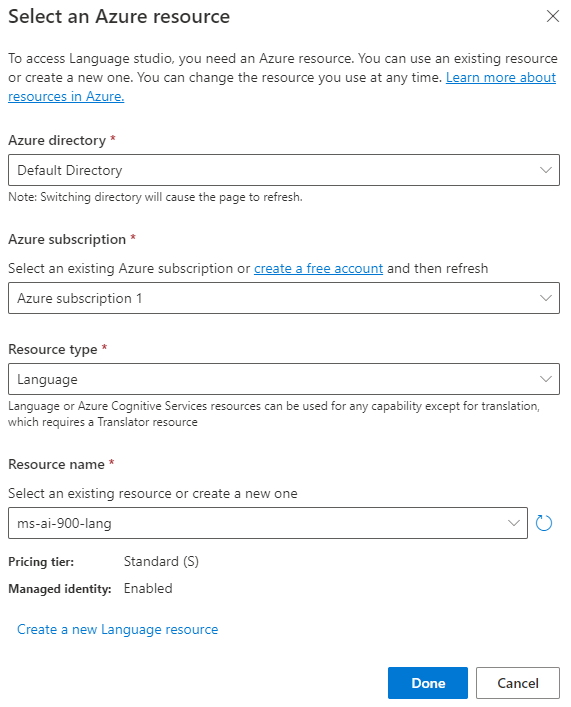 Select an Azure resource
To access Language studio, you need an Azure resource. You can use an existing resource
or create a new one. You can change the resource you use at any time. Learn more about
resources in Azure.
Azure directory *
Default Directory
Note: Switching directory will cause the page to refresh.
Azure subscription *
Select an existing Azure subscription or create a free account and then refresh
Azure subscription 1
Resource type *
Language
Language or Azure Cognitive Services resources can be used for any capability except for translation,
which requires a Translator resource
Resource name *
Select an existing resource or create a new one
ms-ai-900-lang
Pricing tier: Standard (S)
Managed identity: Enabled
Create a new Language resource
Done Cancel